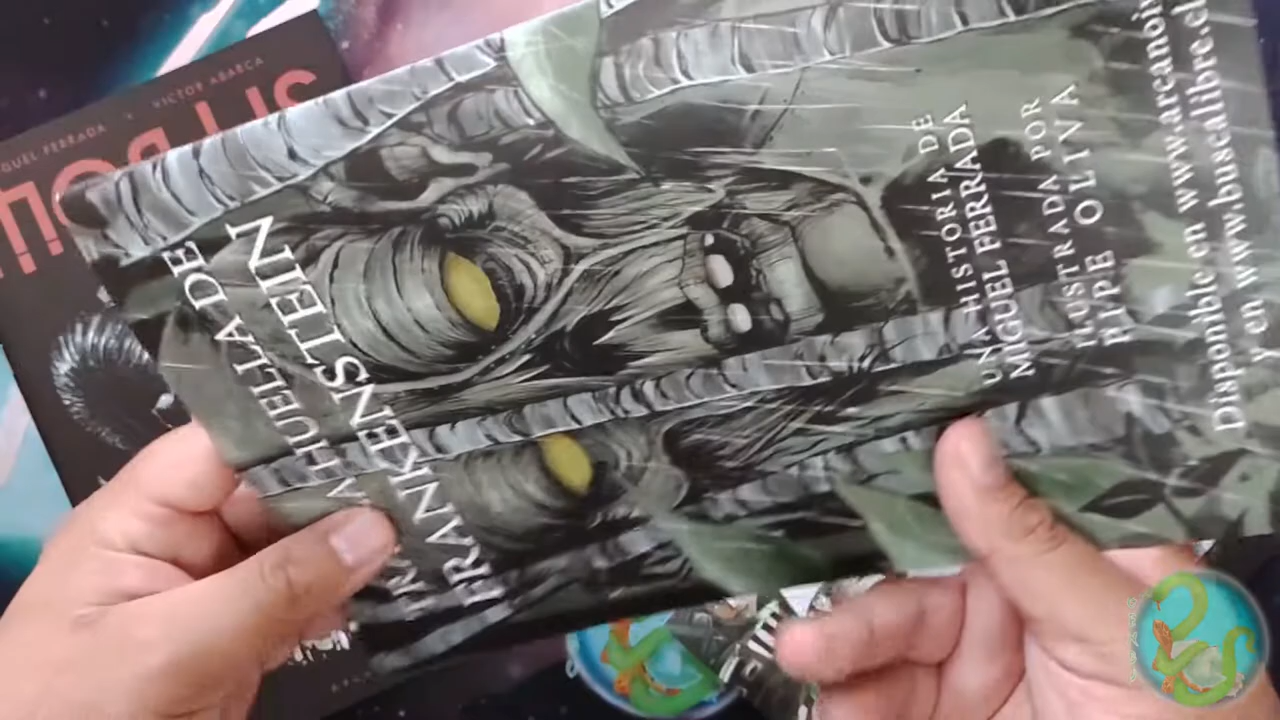 LA HUELLA DE
FRANKENSTEIN
UNA HISTORIA DE
MIGUEL FERRADA
ILUSTRADA POR
PIPE OLIVA
Disponible en www.arcanoiv
y en www.buscalibre.cl
MIGUEL FERRADA • VICTOR ABARCA